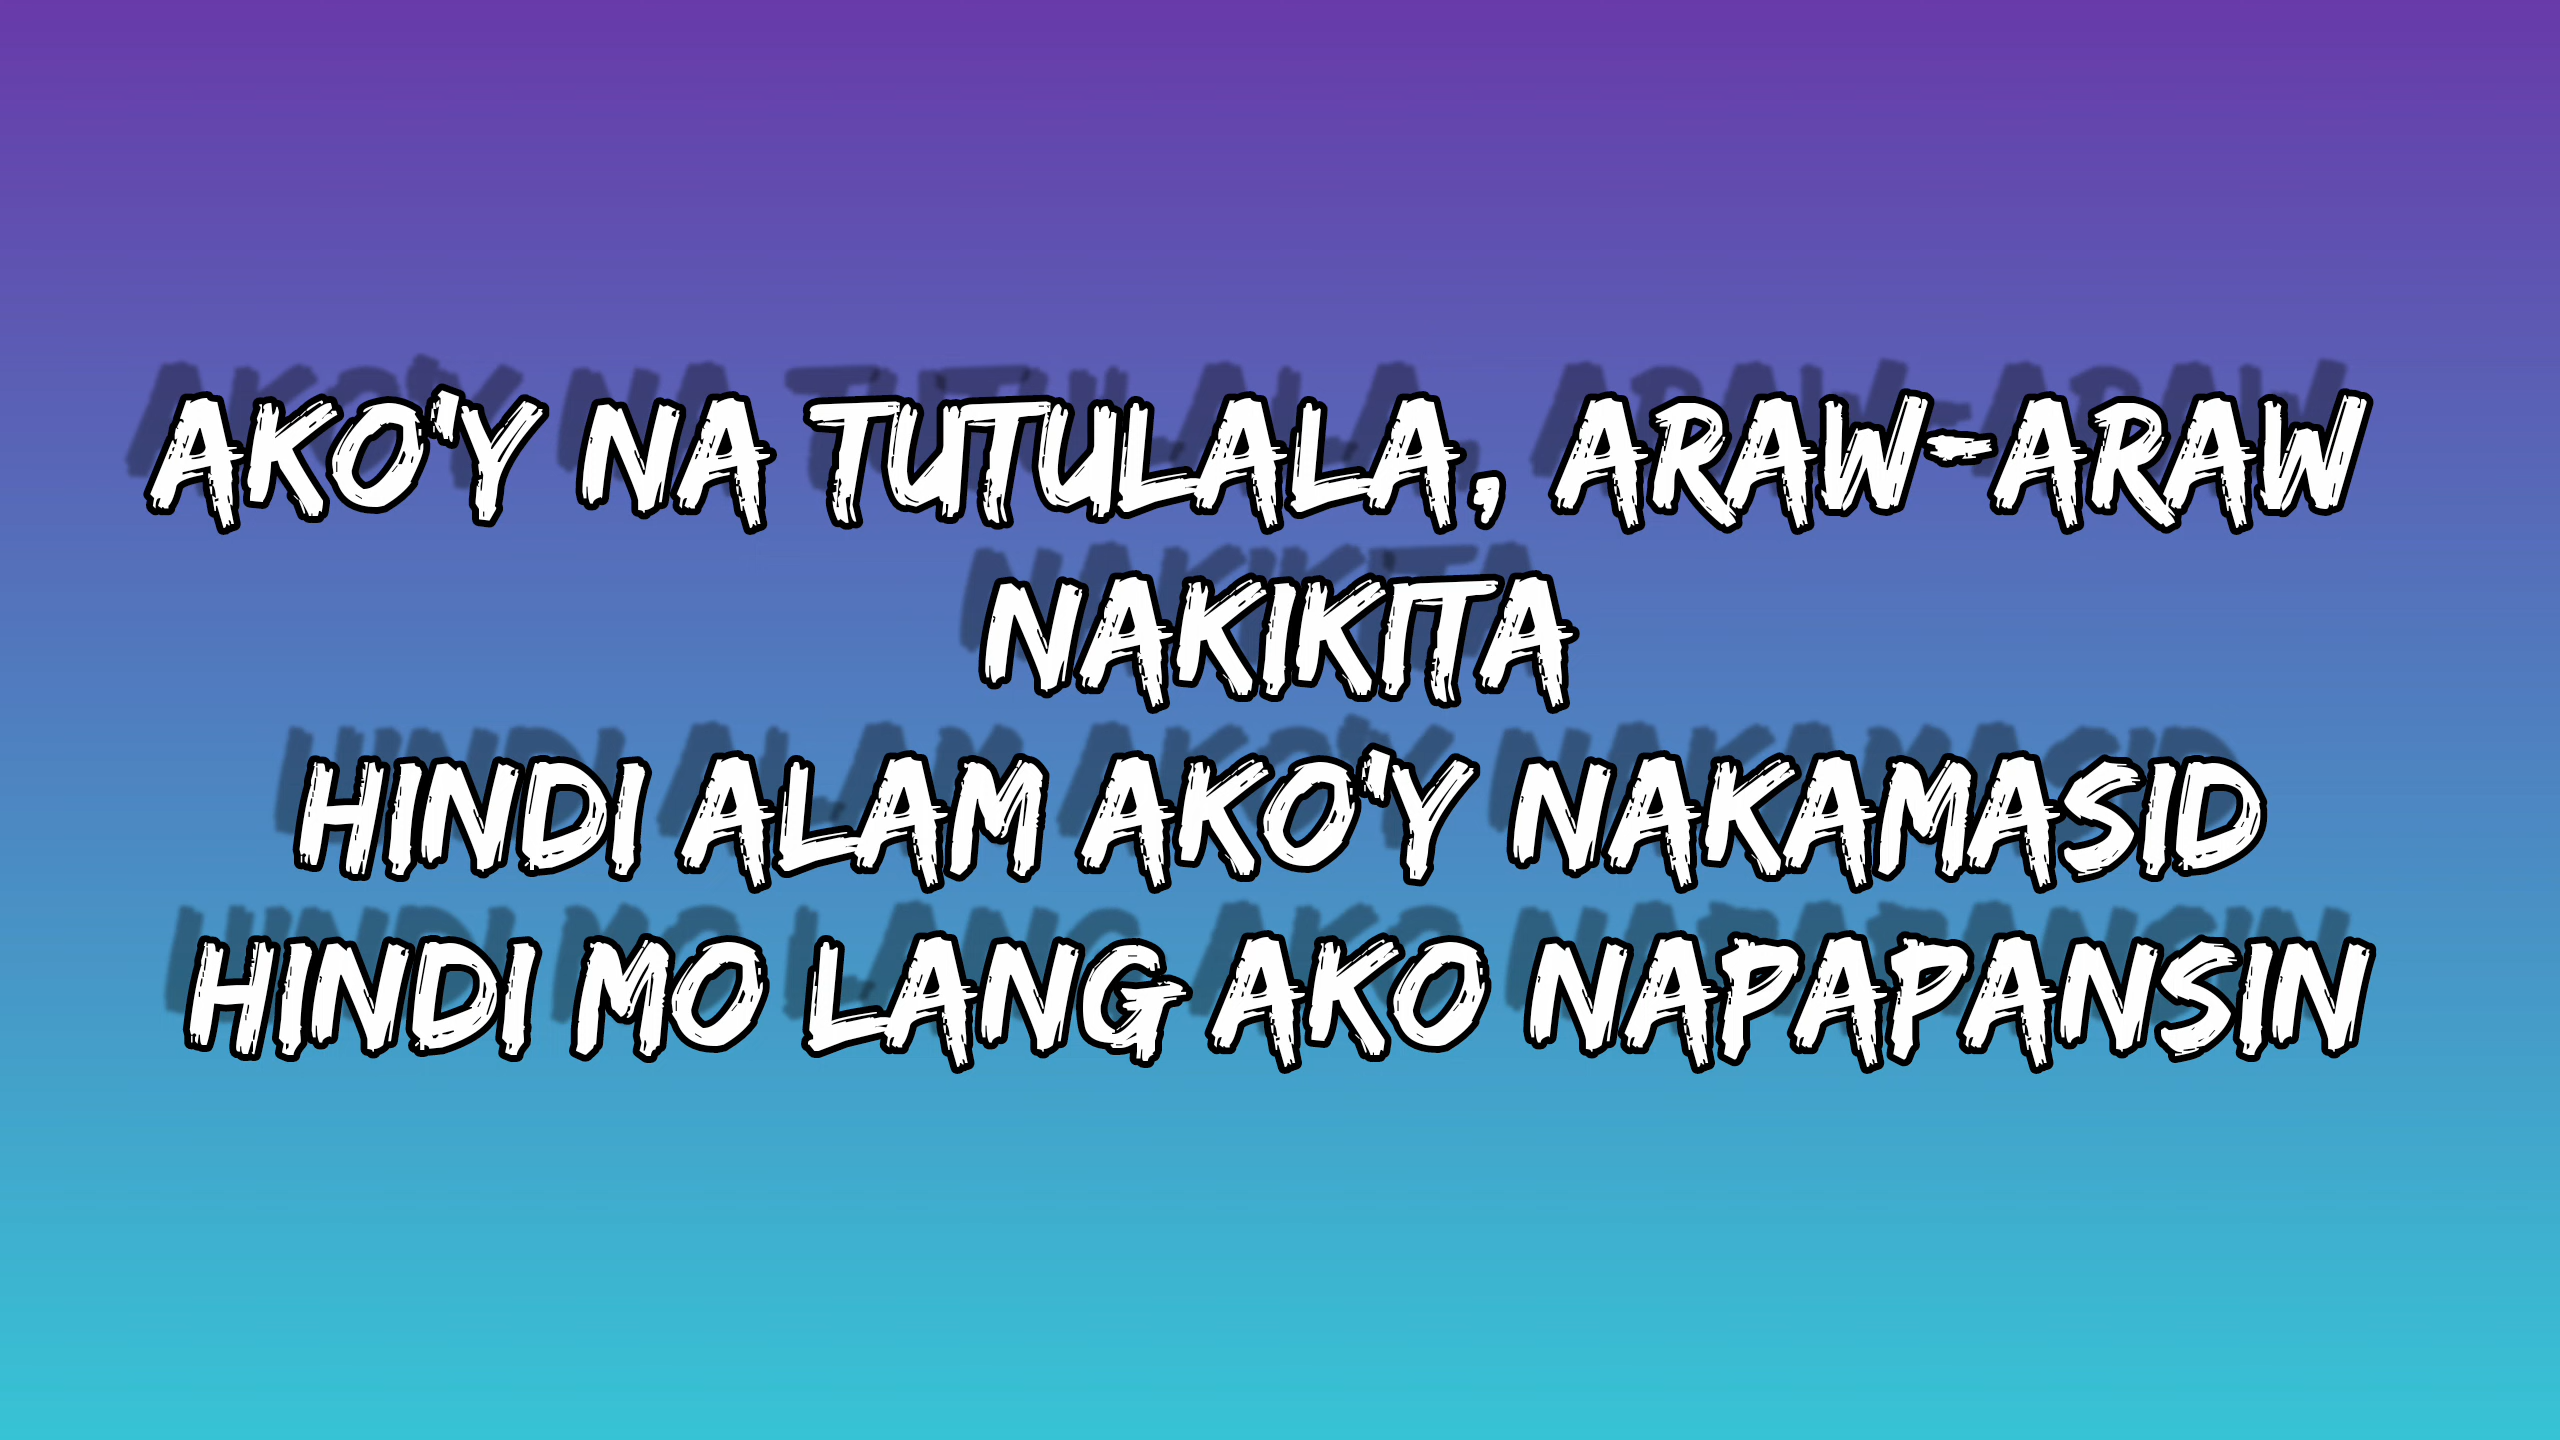 AKO'Y NA TUTULALA, ARAW-ARAW
NAKIKITA
HINDI ALAM AKO'Y NAKAMASID
HINDI MO LANG AKO NAPAPANSIN